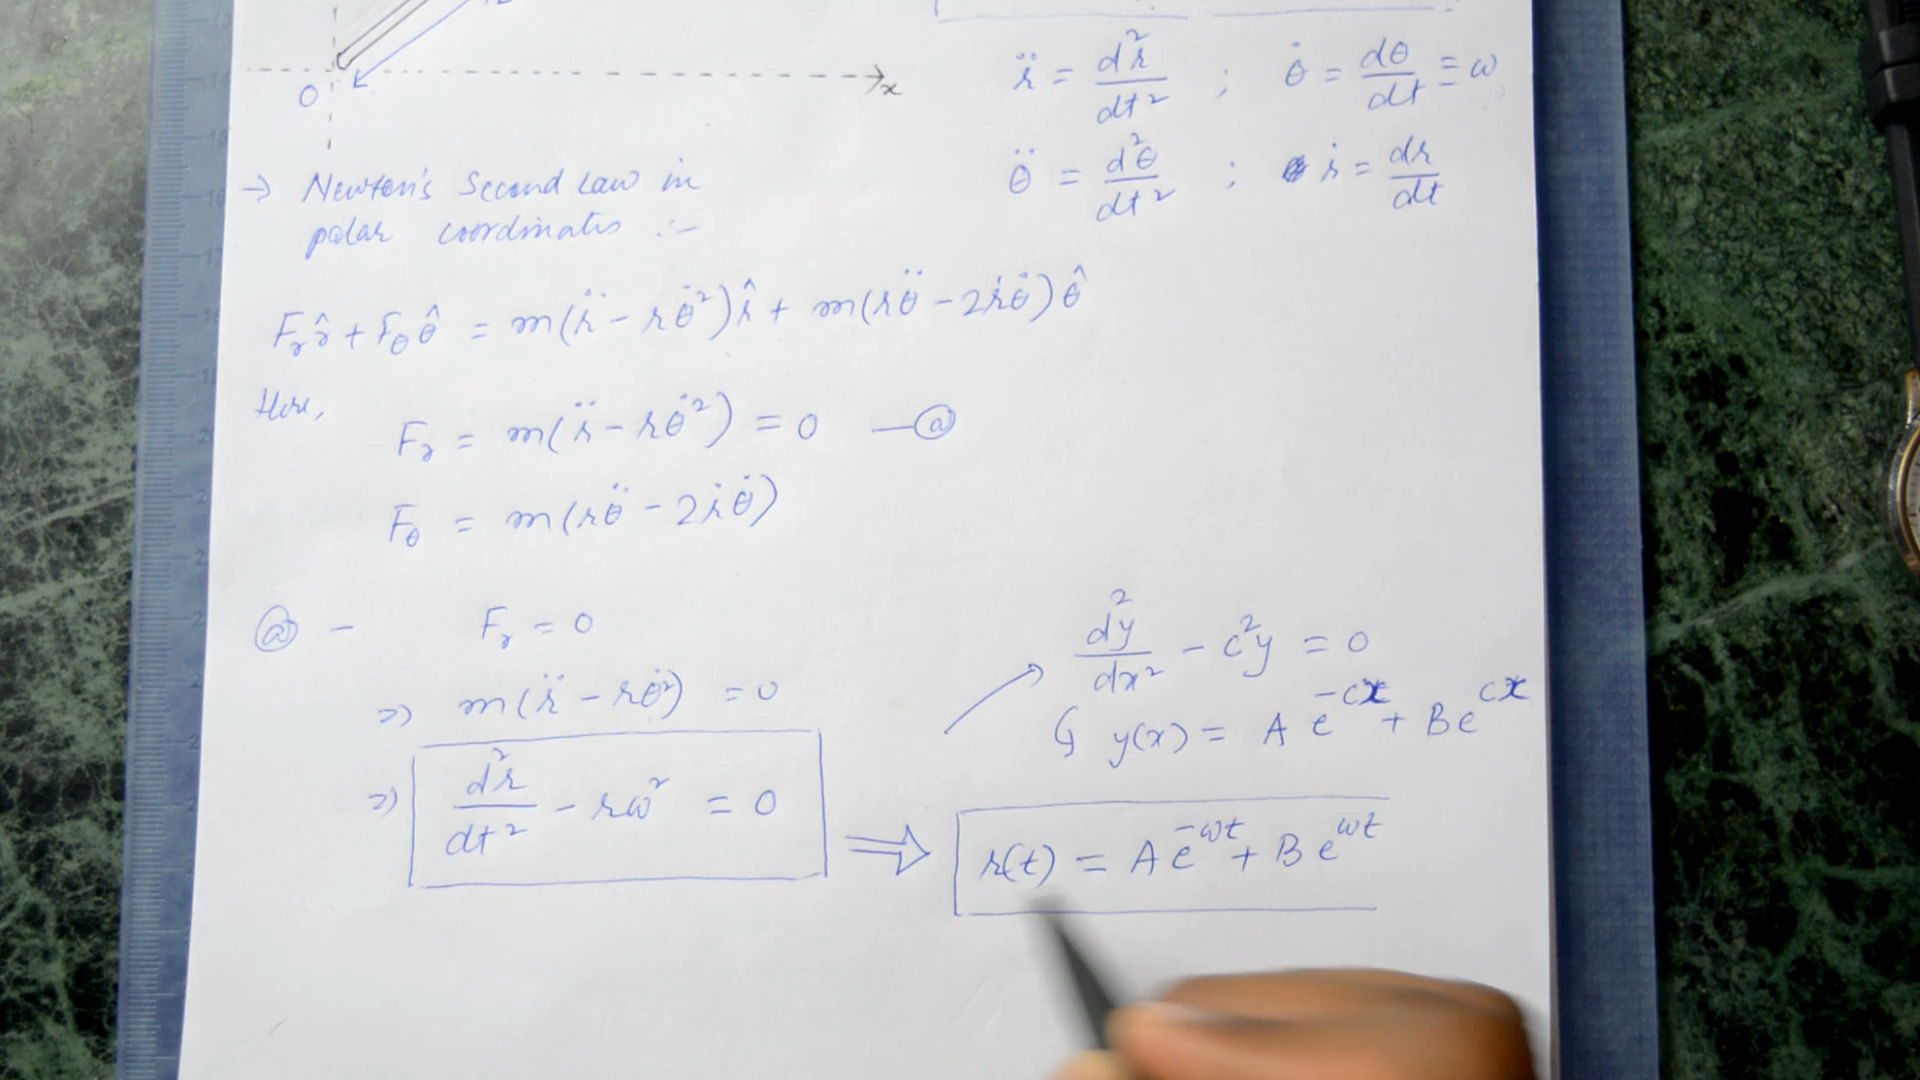 O
x
r̈ = d²r/dt² ; θ̇ = dθ/dt ≡ ω
θ̈ = d²θ/dt² ; ṙ = dr/dt
→ Newton's Second Law in
polar coordinates :-
F_r r̂ + F_θ θ̂ = m(r̈ - rθ̇²)r̂ + m(rθ̈ - 2ṙθ̇)θ̂
Here,
F_r = m(r̈ - rθ̇²) = 0 —ⓐ
F_θ = m(rθ̈ - 2ṙθ̇)
ⓐ - F_r = 0
⇒ m(r̈ - rθ̇²) = 0
⇒ d²r/dt² - rω² = 0
d²y/dx² - c²y = 0
↳ y(x) = A e^{-cx} + B e^{cx}
⇒ r(t) = A e^{-ωt} + B e^{ωt}